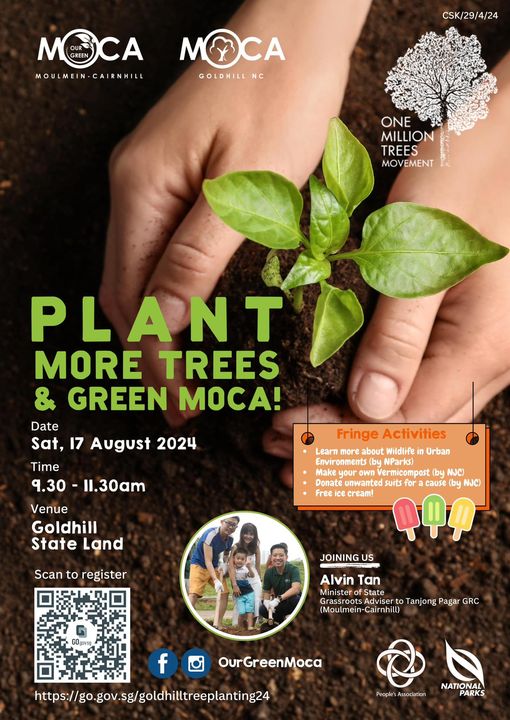 CSK/29/4/24
MOCA
OUR
GREEN
MOULMEIN-CAIRNHILL
MOCA
GOLDHILL NC
ONE
MILLION
TREES
MOVEMENT
PLANT
MORE TREES
& GREEN MOCA!
Date
Sat, 17 August 2024
Time
9.30 - 11.30am
Venue
Goldhill
State Land
Fringe Activities
• Learn more about Wildlife in Urban
Environments (by NParks)
• Make your own Vermicompost (by NJC)
• Donate unwanted suits for a cause (by NJC)
• Free ice cream!
Scan to register
GOgovsg
JOINING US
Alvin Tan
Minister of State
Grassroots Adviser to Tanjong Pagar GRC
(Moulmein-Cairnhill)
OurGreenMoca
https://go.gov.sg/goldhilltreeplanting24
People's Association
NATIONAL
PARKS